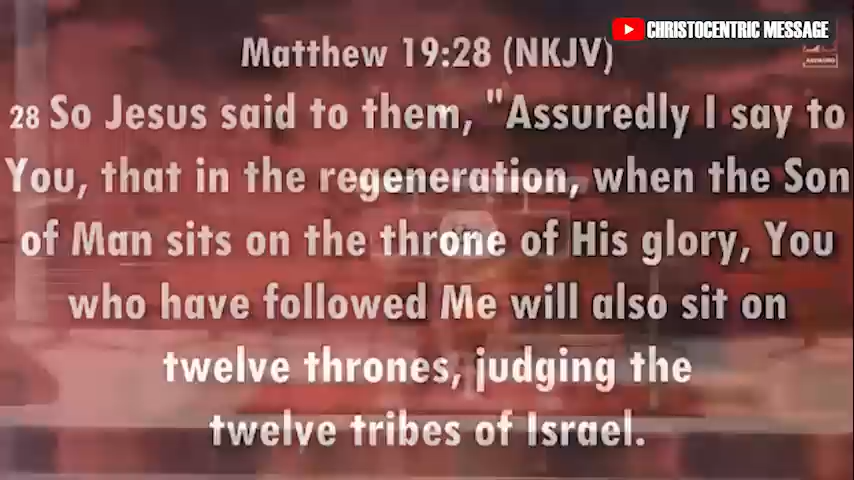 CHRISTOCENTRIC MESSAGE
Matthew 19:28 (NKJV)
28 So Jesus said to them, "Assuredly I say to
You, that in the regeneration, when the Son
of Man sits on the throne of His glory, You
who have followed Me will also sit on
twelve thrones, judging the
twelve tribes of Israel.